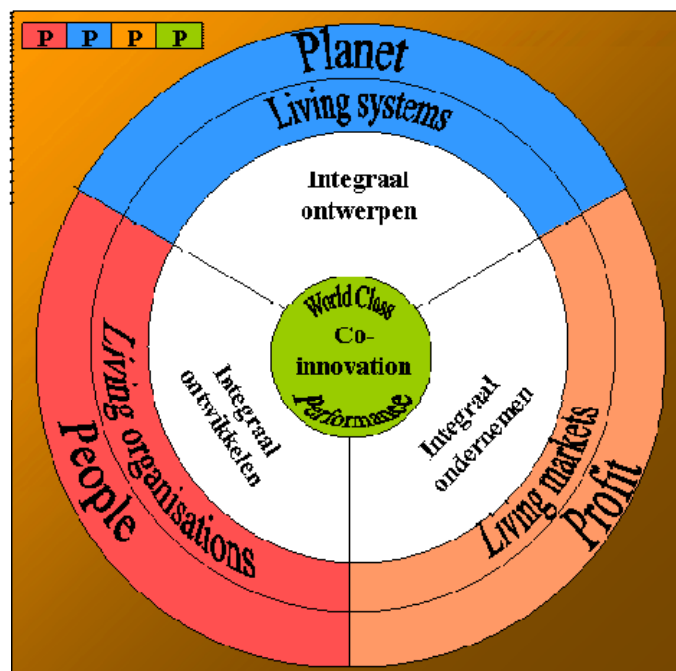 P P P P
Planet
Living systems
Integraal
ontwerpen
World Class
Co-
innovation
Performanse
Integraal
ontwikkelen
Integraal
ondernemen
Living organisations
People
Living markets
Profit